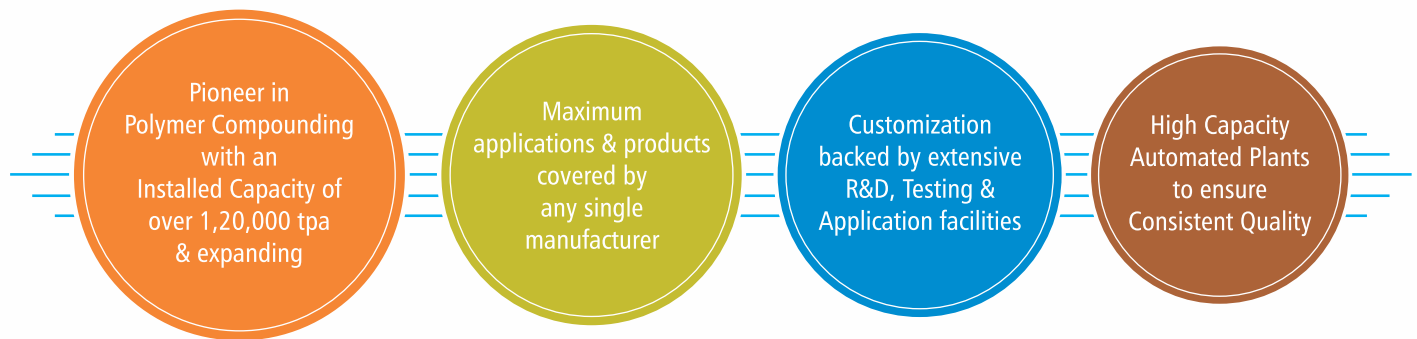 Pioneer in
Polymer Compounding
with an
Installed Capacity of
over 1,20,000 tpa
& expanding
Maximum
applications & products
covered by
any single
manufacturer
Customization
backed by extensive
R&D, Testing &
Application facilities
High Capacity
Automated Plants
to ensure
Consistent Quality